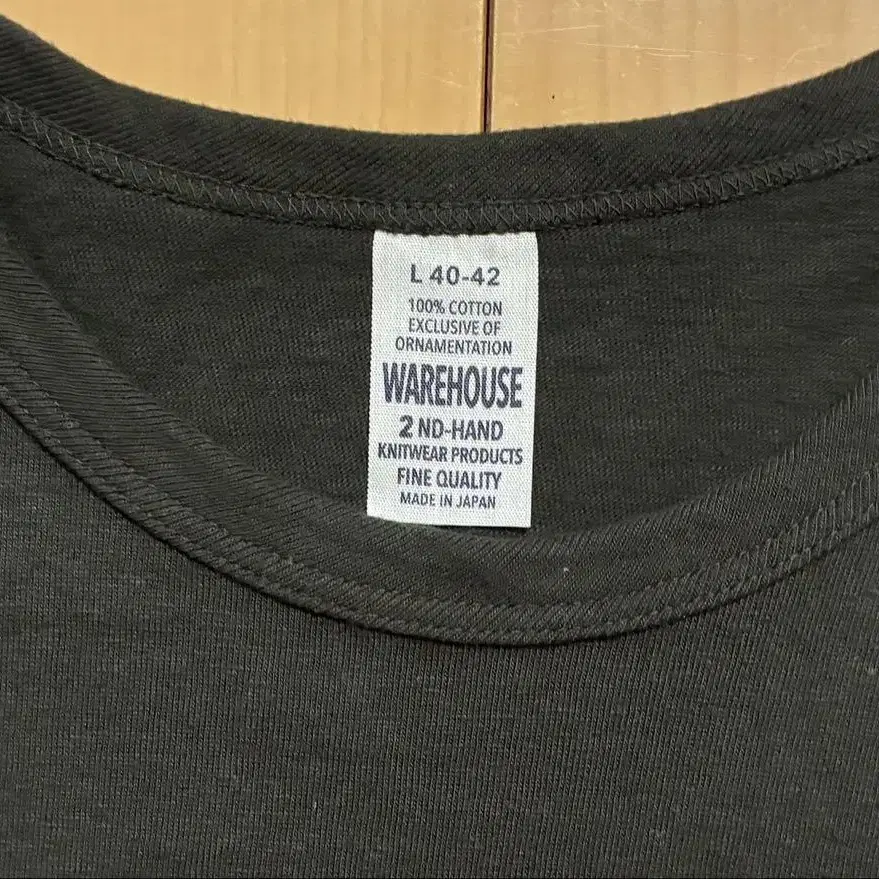 L 40-42
100% COTTON
EXCLUSIVE OF
ORNAMENTATION
WAREHOUSE
2 ND-HAND
KNITWEAR PRODUCTS
FINE QUALITY
MADE IN JAPAN